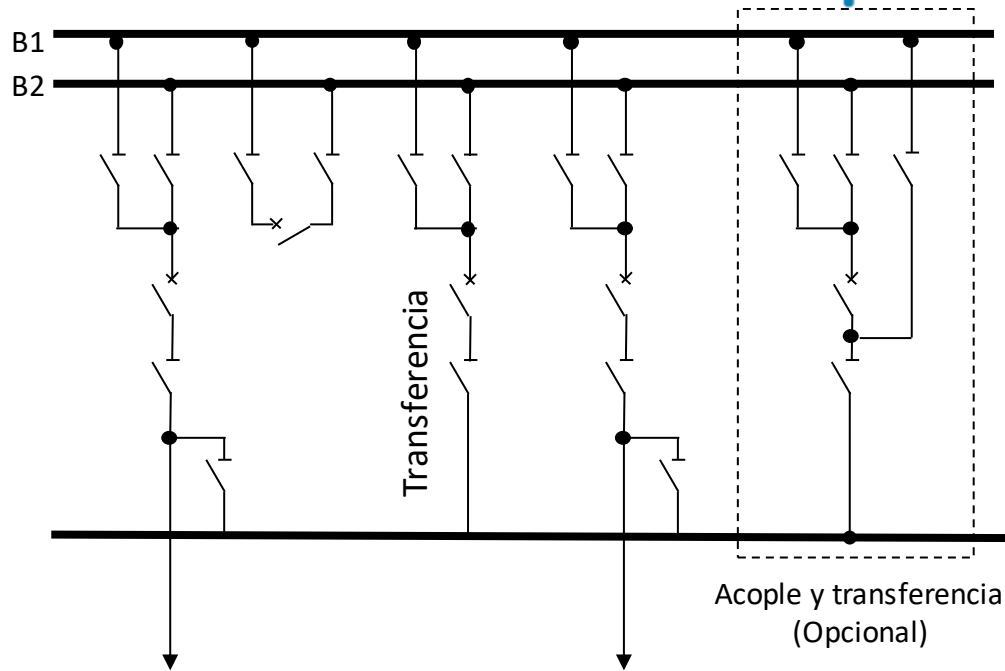 B1
B2
Transferencia
Acople y transferencia
(Opcional)